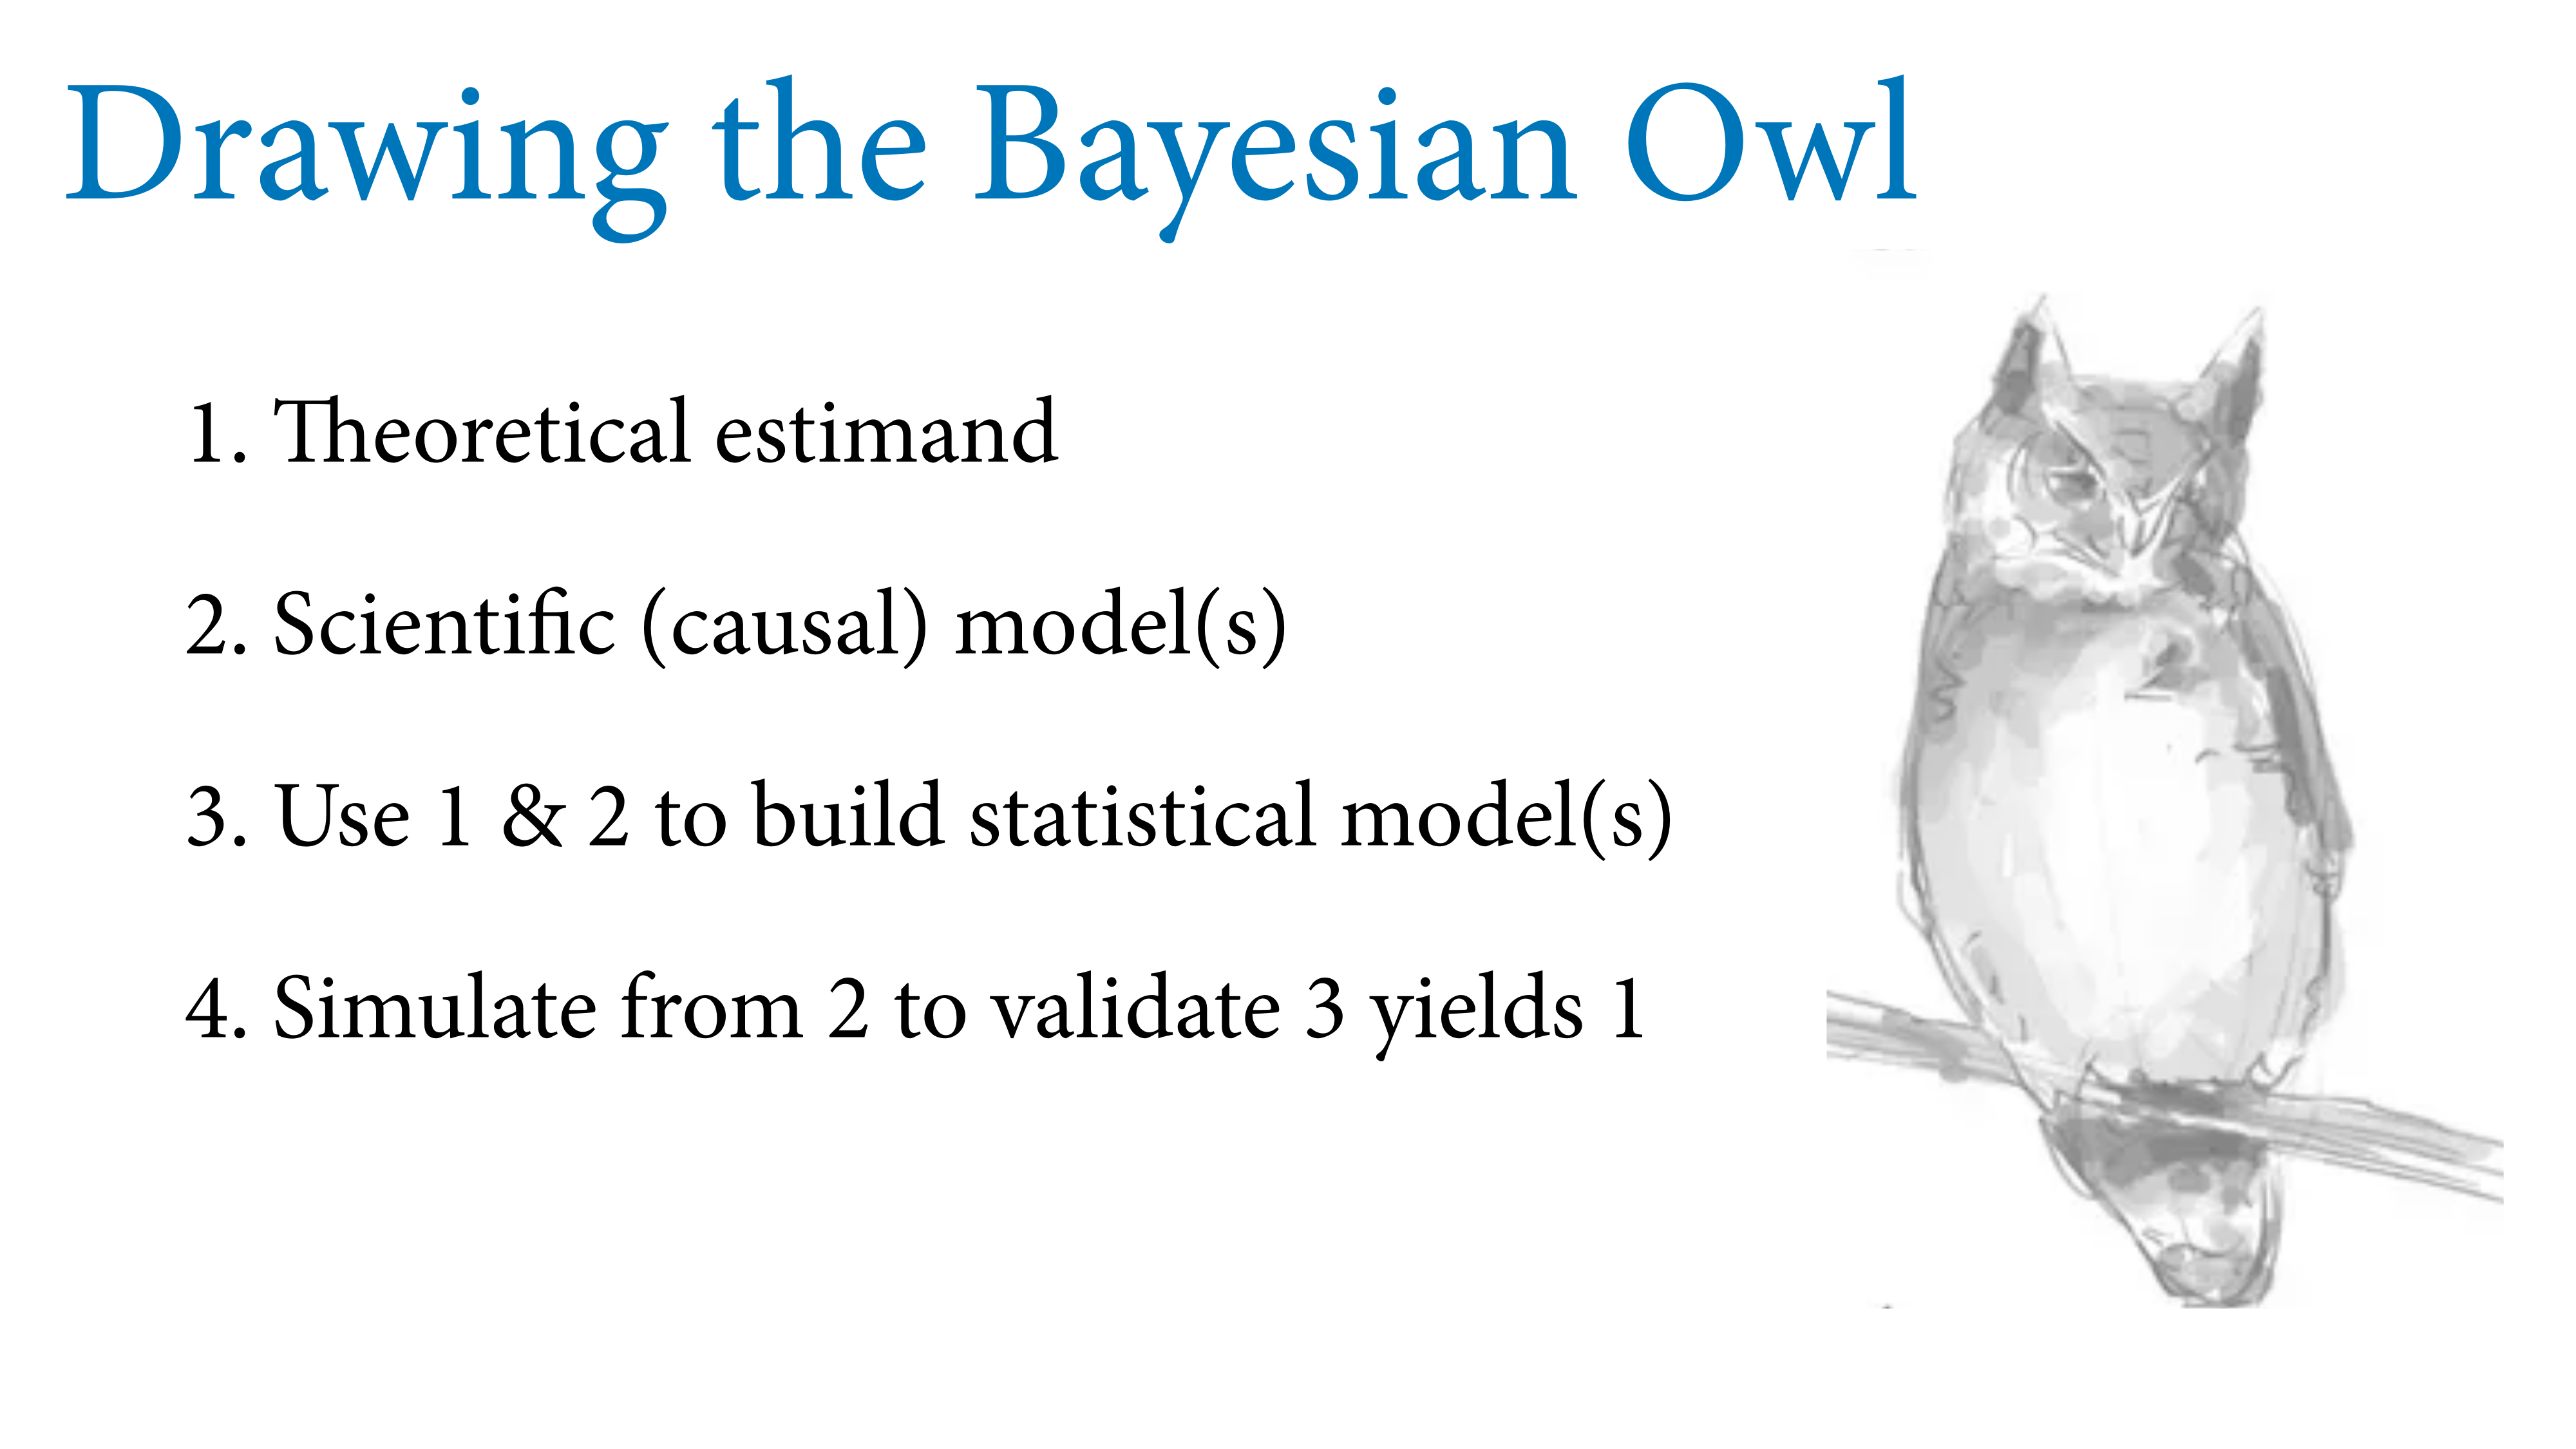 Drawing the Bayesian Owl
1. Theoretical estimand
2. Scientific (causal) model(s)
3. Use 1 & 2 to build statistical model(s)
4. Simulate from 2 to validate 3 yields 1